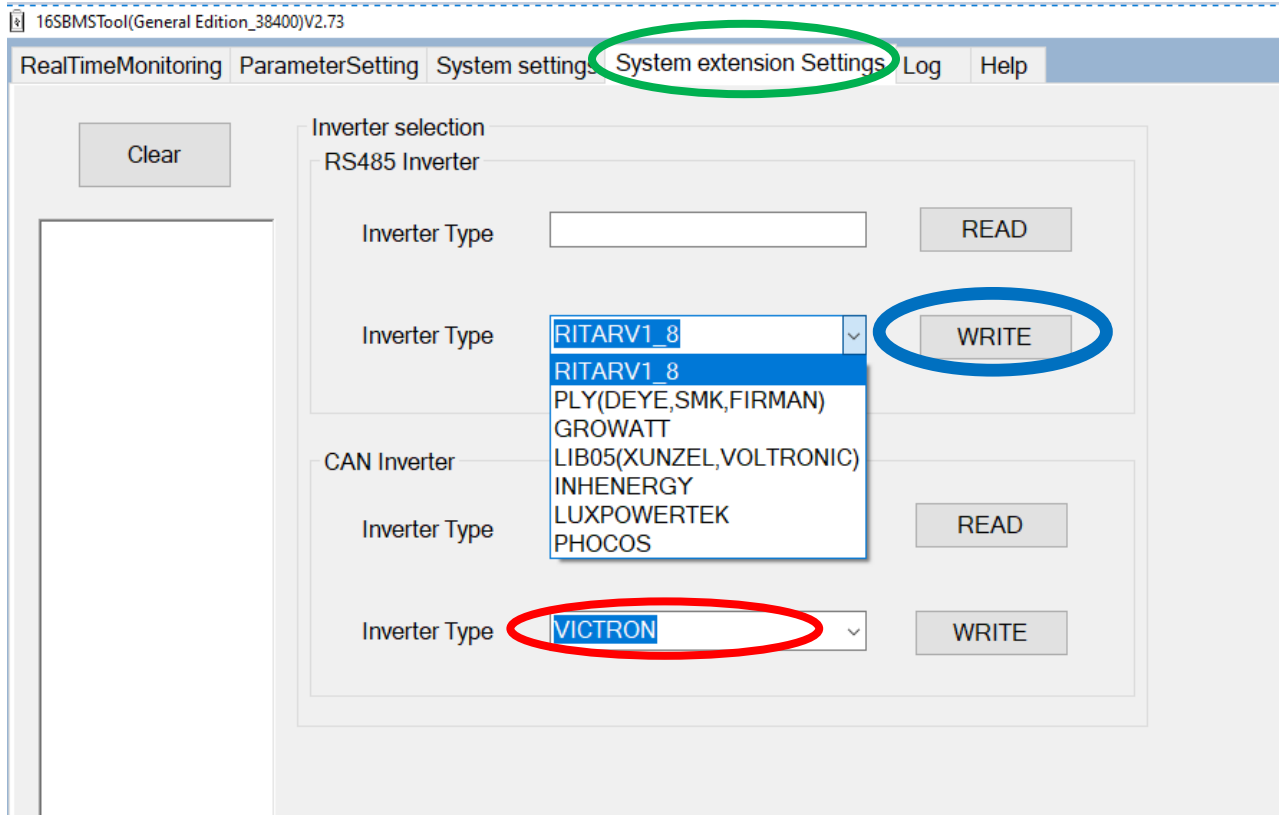 16SBMSTool(General Edition_38400)V2.73
RealTimeMonitoring ParameterSetting System settings System extension Settings Log Help
Clear
Inverter selection
RS485 Inverter
Inverter Type READ
Inverter Type RITARV1_8 WRITE
RITARV1_8
PLY(DEYE,SMK,FIRMAN)
GROWATT
LIB05(XUNZEL,VOLTRONIC)
INHENERGY
LUXPOWERTEK
PHOCOS
CAN Inverter
Inverter Type READ
Inverter Type VICTRON WRITE